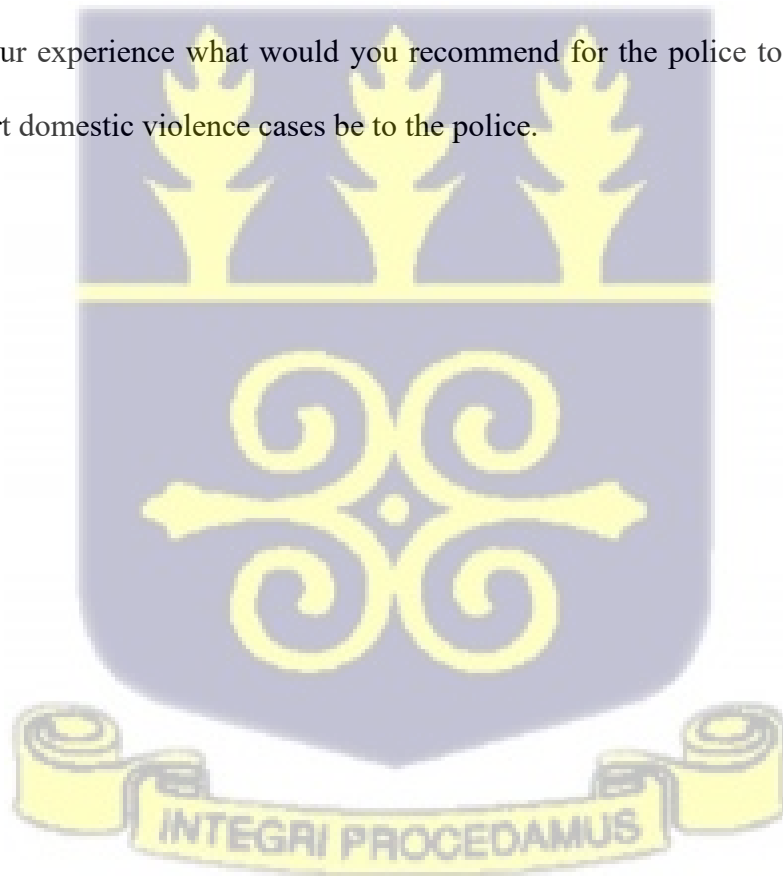 ur experience what would you recommend for the police to
rt domestic violence cases be to the police.
INTEGRI PROCEDAMUS